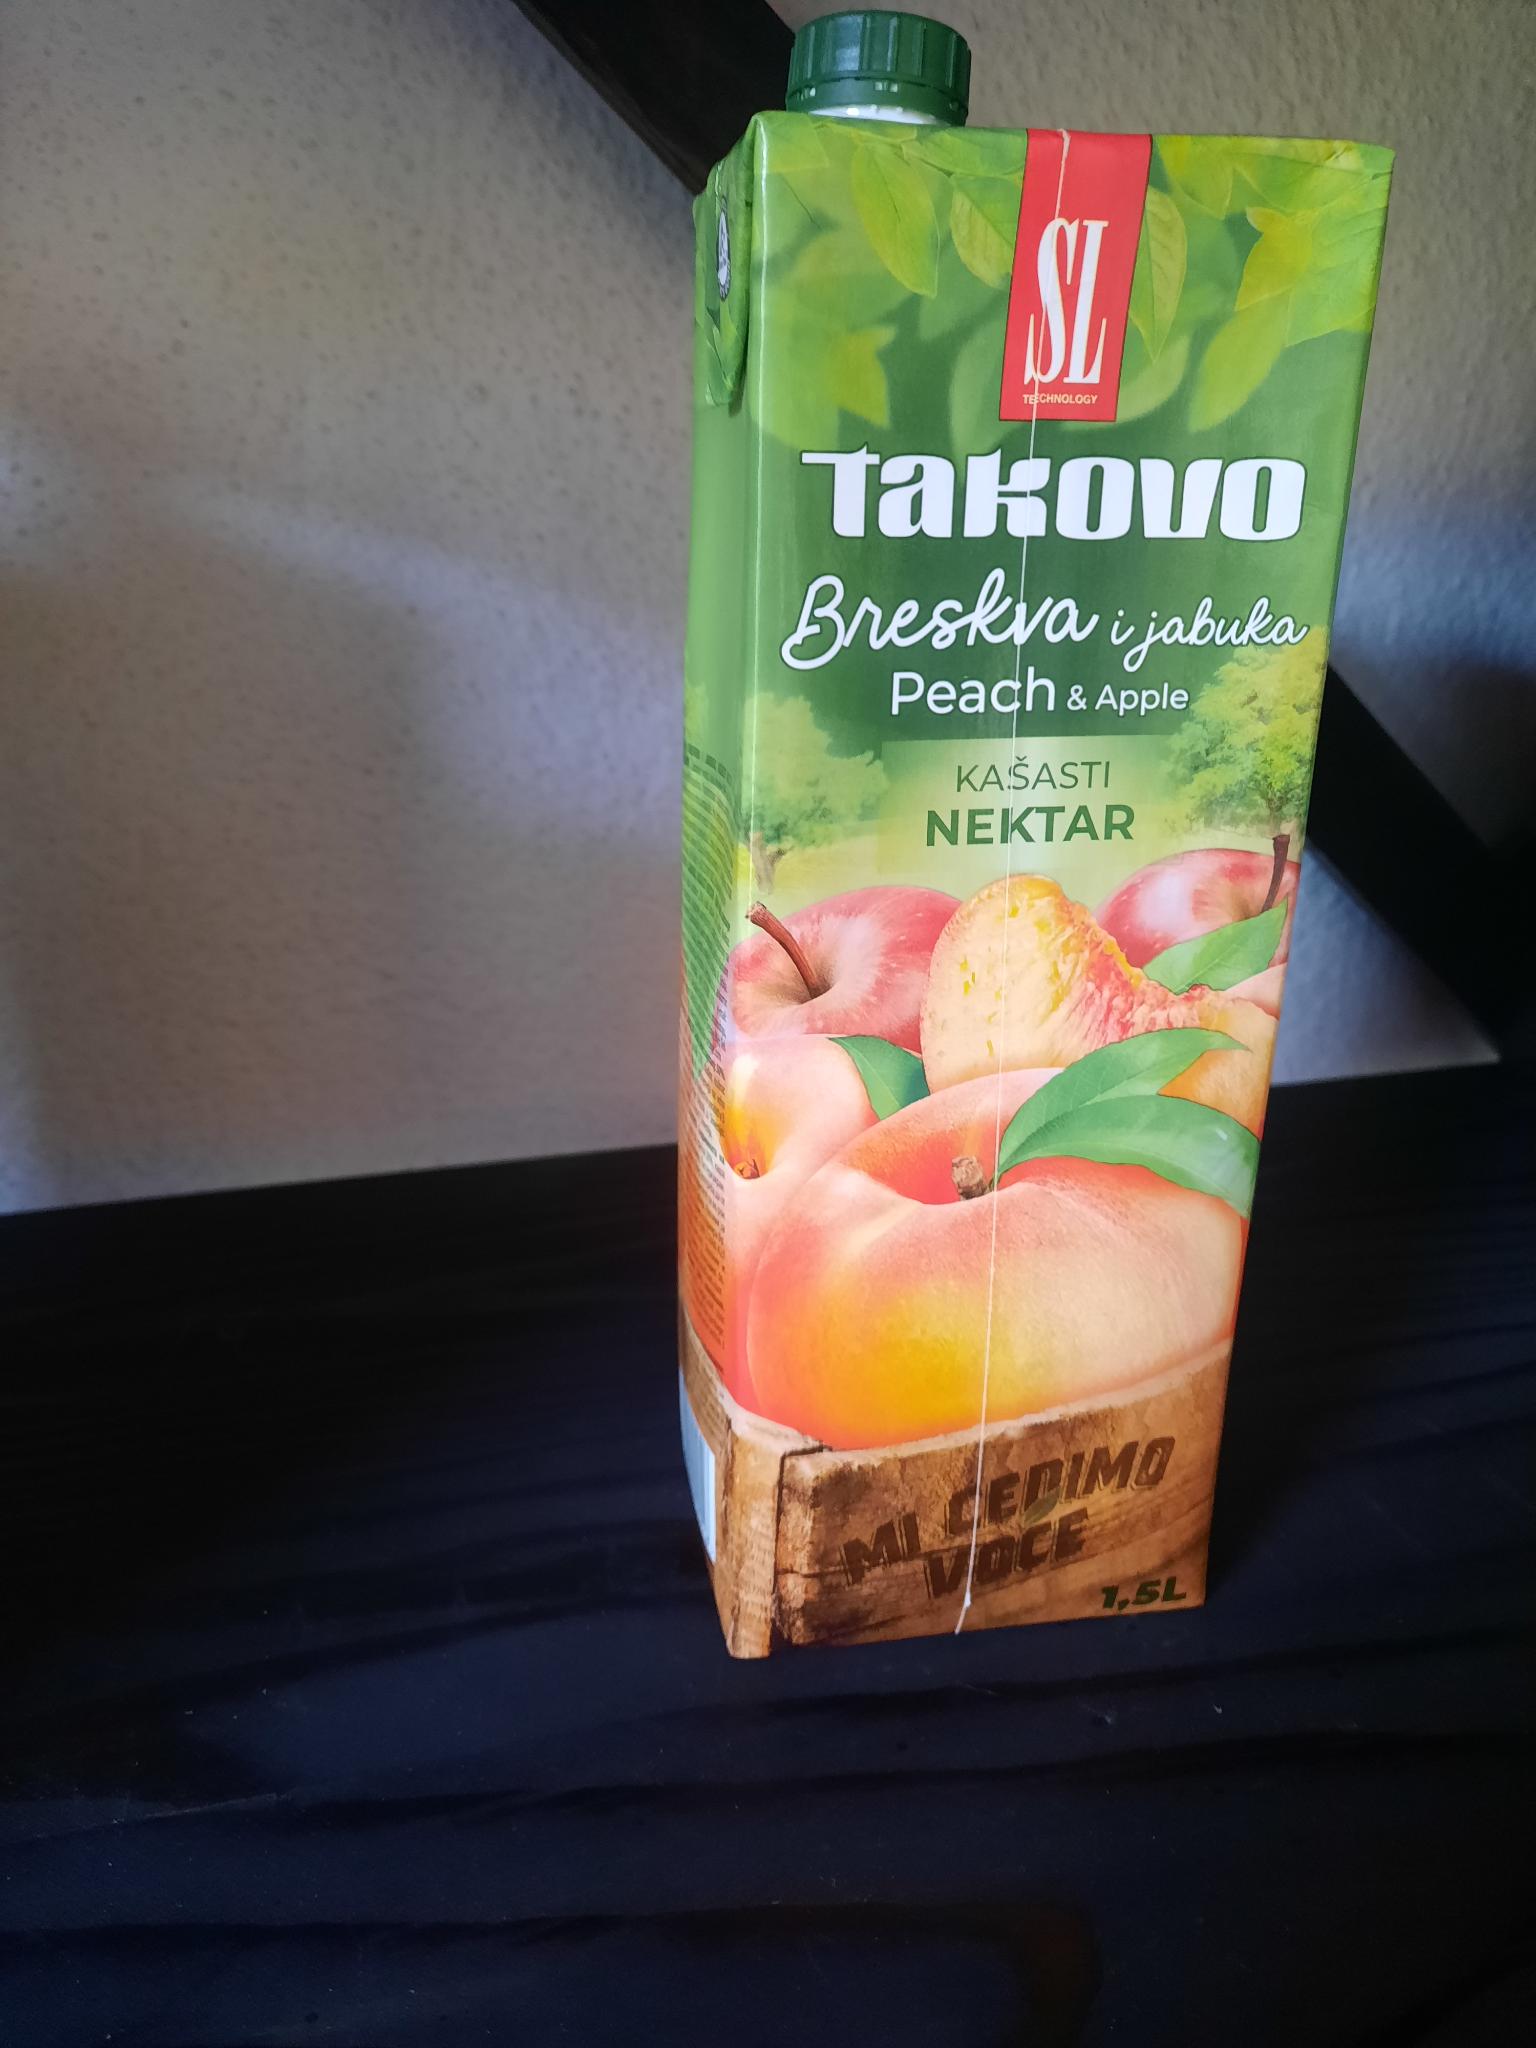 SL
TECHNOLOGY
Takovo
Breskva i jabuka
Peach & Apple
KAŠASTI
NEKTAR
MI CEDIMO
VOĆE
1,5L